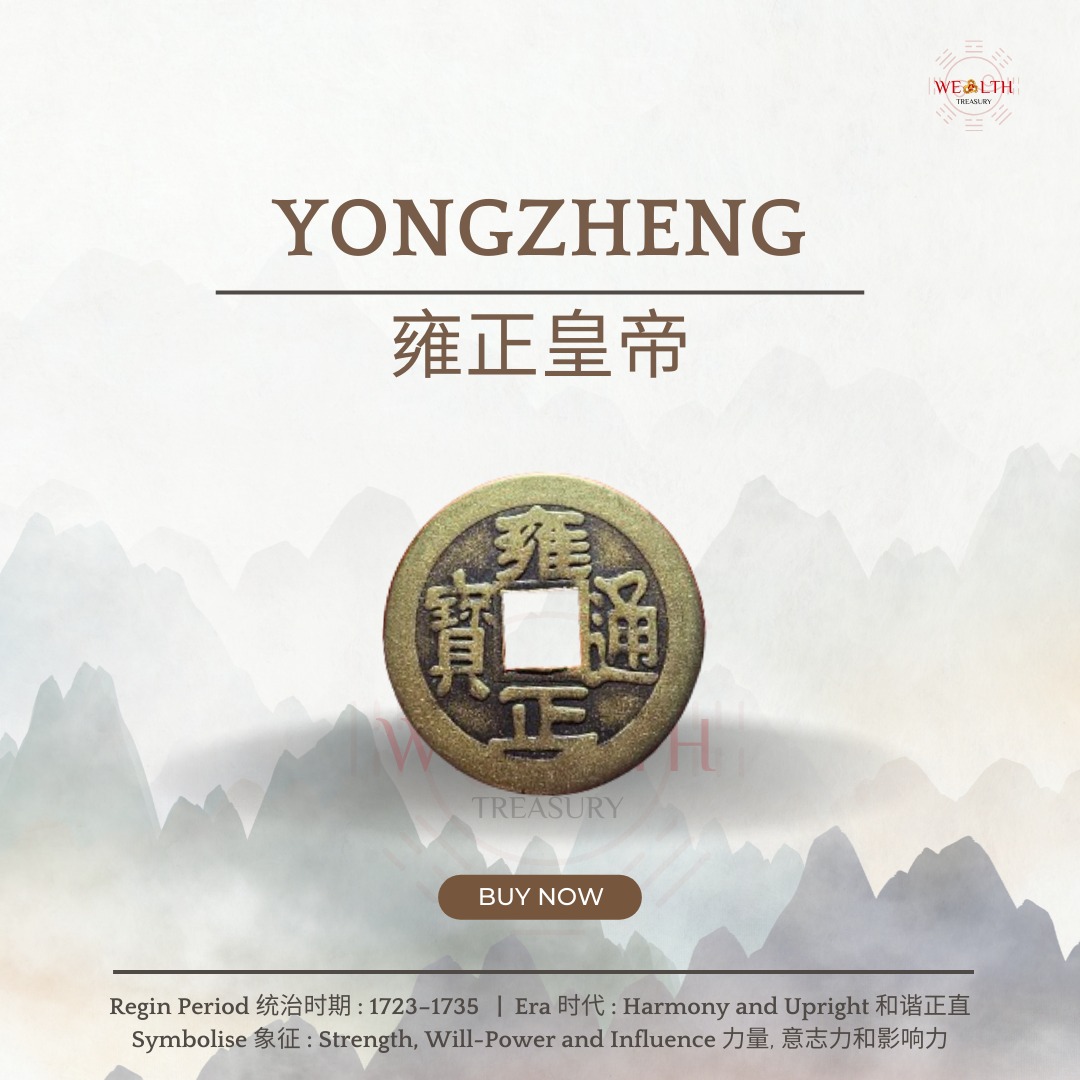 WEALTH
TREASURY
YONGZHENG
雍正皇帝
雍
寶 通
正
TREASURY
BUY NOW
Regin Period 统治时期 : 1723–1735 | Era 时代 : Harmony and Upright 和谐正直
Symbolise 象征 : Strength, Will-Power and Influence 力量, 意志力和影响力